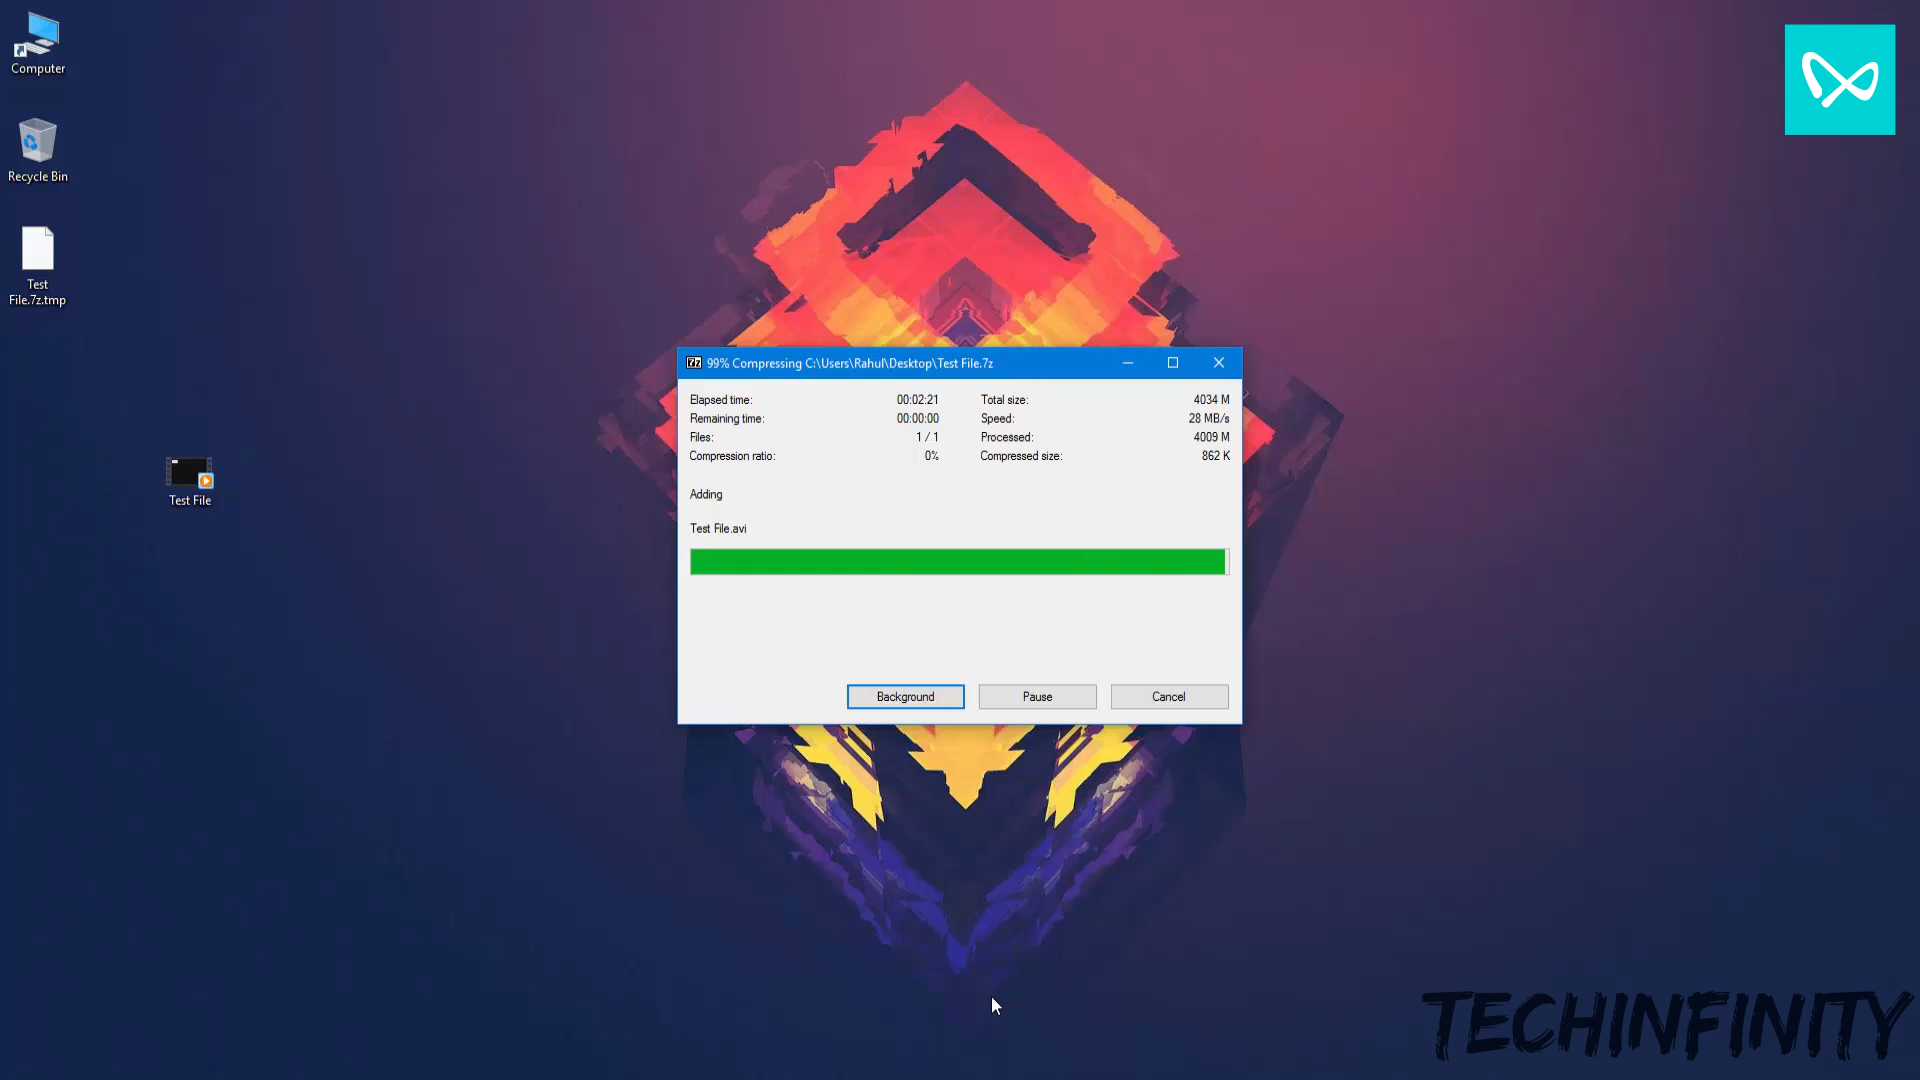 Computer
Recycle Bin
Test
File.7z.tmp
Test File
99% Compressing C:\Users\Rahul\Desktop\Test File.7z
Elapsed time: 00:02:21 Total size: 4034 M
Remaining time: 00:00:00 Speed: 28 MB/s
Files: 1 / 1 Processed: 4009 M
Compression ratio: 0% Compressed size: 862 K
Adding
Test File.avi
Background Pause Cancel
TECHINFINITY